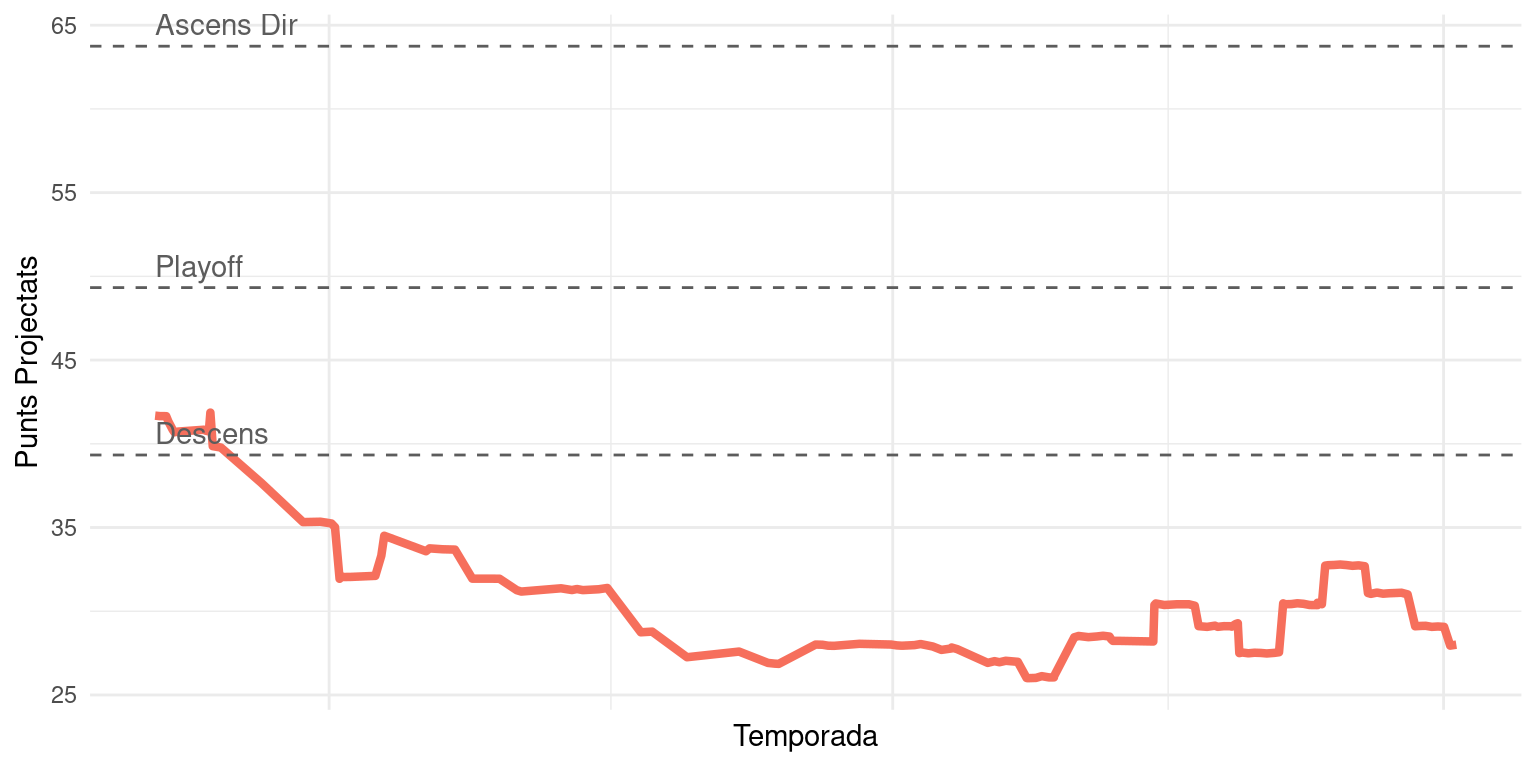 Ascens Dir
65
55
Playoff
45
Descens
35
25
Punts Projectats
Temporada